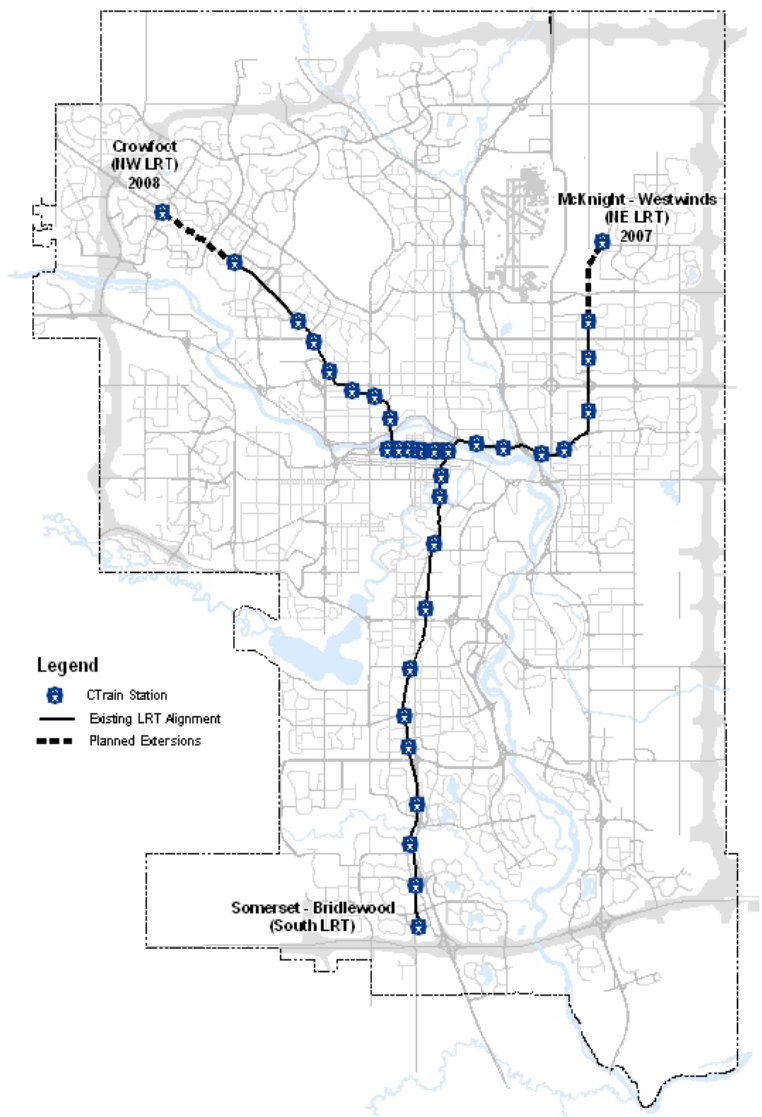 Crowfoot
(NW LRT)
2008
McKnight - Westwinds
(NE LRT)
2007
Legend
CTrain Station
Existing LRT Alignment
Planned Extensions
Somerset - Bridlewood
(South LRT)